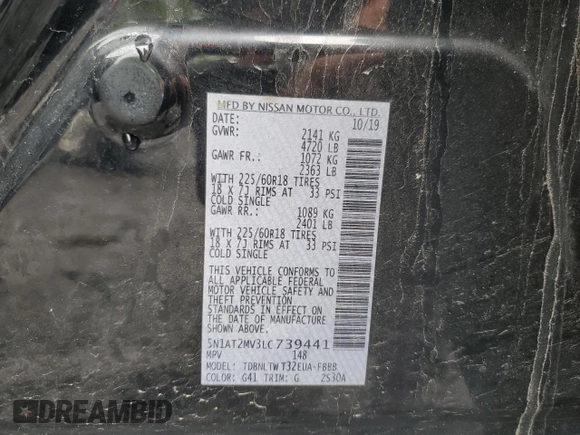 MFD BY NISSAN MOTOR CO., LTD.
DATE: 10/19
GVWR: 2141 KG
4720 LB
GAWR FR.: 1072 KG
2363 LB
WITH 225/60R18 TIRES
18 X 7J RIMS AT 33 PSI
COLD SINGLE
GAWR RR.: 1089 KG
2401 LB
WITH 225/60R18 TIRES
18 X 7J RIMS AT 33 PSI
COLD SINGLE
THIS VEHICLE CONFORMS TO
ALL APPLICABLE FEDERAL
MOTOR VEHICLE SAFETY AND
THEFT PREVENTION
STANDARDS IN EFFECT ON
THE DATE OF MANUFACTURE
SHOWN ABOVE.
5N1AT2MV3LC739441
MPV 148
MODEL: TDBNLTWT32EUA-FBBB
COLOR: G41 TRIM: G 2S30A
DREAMBID